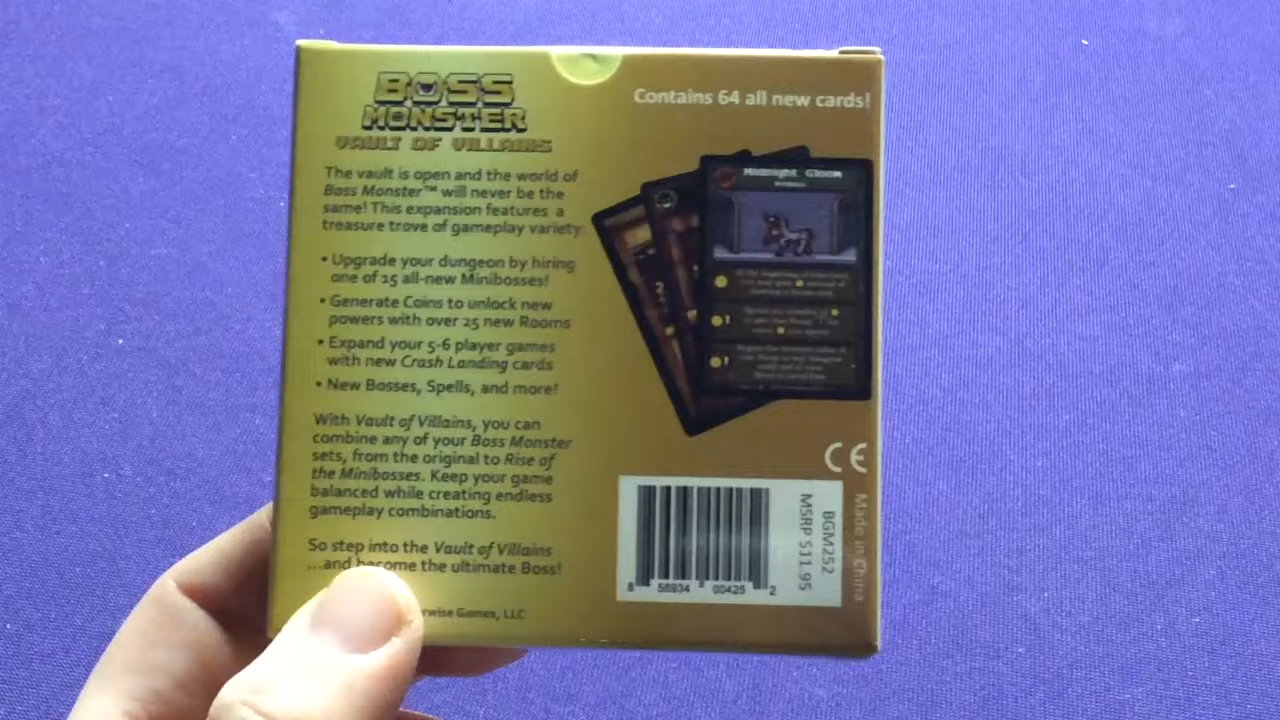 BOSS
MONSTER
VAULT OF VILLAINS
The vault is open and the world of
Boss Monster™ will never be the
same! This expansion features a
treasure trove of gameplay variety:
• Upgrade your dungeon by hiring
one of 15 all-new Minibosses!
• Generate Coins to unlock new
powers with over 25 new Rooms
• Expand your 5-6 player games
with new Crash Landing cards
• New Bosses, Spells, and more!
With Vault of Villains, you can
combine any of your Boss Monster
sets, from the original to Rise of
the Minibosses. Keep your game
balanced while creating endless
gameplay combinations.
So step into the Vault of Villains
...and become the ultimate Boss!
rwise Games, LLC
Contains 64 all new cards!
Midnight Gloom
CE
BGM252
MSRP $11.95
8 56934 00425 2
Made in China